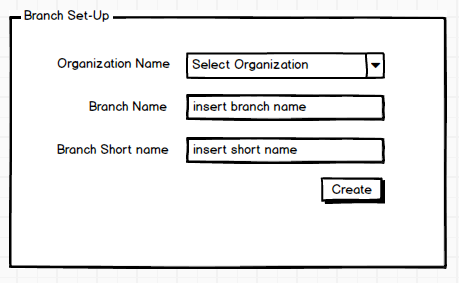 Branch Set-Up
Organization Name Select Organization
Branch Name insert branch name
Branch Short name insert short name
Create